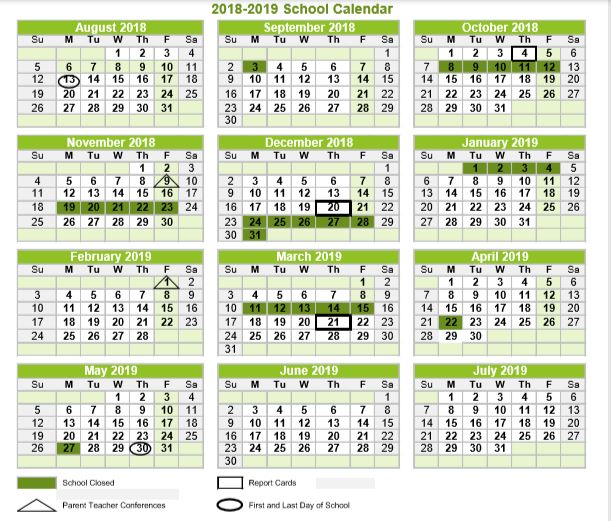 2018-2019 School Calendar
August 2018
Su M Tu W Th F Sa
1 2 3 4
5 6 7 8 9 10 11
12 13 14 15 16 17 18
19 20 21 22 23 24 25
26 27 28 29 30 31
September 2018
Su M Tu W Th F Sa
1
2 3 4 5 6 7 8
9 10 11 12 13 14 15
16 17 18 19 20 21 22
23 24 25 26 27 28 29
30
October 2018
Su M Tu W Th F Sa
1 2 3 4 5 6
7 8 9 10 11 12 13
14 15 16 17 18 19 20
21 22 23 24 25 26 27
28 29 30 31
November 2018
Su M Tu W Th F Sa
1 2 3
4 5 6 7 8 9 10
11 12 13 14 15 16 17
18 19 20 21 22 23 24
25 26 27 28 29 30
December 2018
Su M Tu W Th F Sa
1
2 3 4 5 6 7 8
9 10 11 12 13 14 15
16 17 18 19 20 21 22
23 24 25 26 27 28 29
30 31
January 2019
Su M Tu W Th F Sa
1 2 3 4 5
6 7 8 9 10 11 12
13 14 15 16 17 18 19
20 21 22 23 24 25 26
27 28 29 30 31
February 2019
Su M Tu W Th F Sa
1 2
3 4 5 6 7 8 9
10 11 12 13 14 15 16
17 18 19 20 21 22 23
24 25 26 27 28
March 2019
Su M Tu W Th F Sa
1 2
3 4 5 6 7 8 9
10 11 12 13 14 15 16
17 18 19 20 21 22 23
24 25 26 27 28 29 30
31
April 2019
Su M Tu W Th F Sa
1 2 3 4 5 6
7 8 9 10 11 12 13
14 15 16 17 18 19 20
21 22 23 24 25 26 27
28 29 30
May 2019
Su M Tu W Th F Sa
1 2 3 4
5 6 7 8 9 10 11
12 13 14 15 16 17 18
19 20 21 22 23 24 25
26 27 28 29 30 31
June 2019
Su M Tu W Th F Sa
1
2 3 4 5 6 7 8
9 10 11 12 13 14 15
16 17 18 19 20 21 22
23 24 25 26 27 28 29
30
July 2019
Su M Tu W Th F Sa
1 2 3 4 5 6
7 8 9 10 11 12 13
14 15 16 17 18 19 20
21 22 23 24 25 26 27
28 29 30 31
School Closed
Report Cards
Parent Teacher Conferences
First and Last Day of School